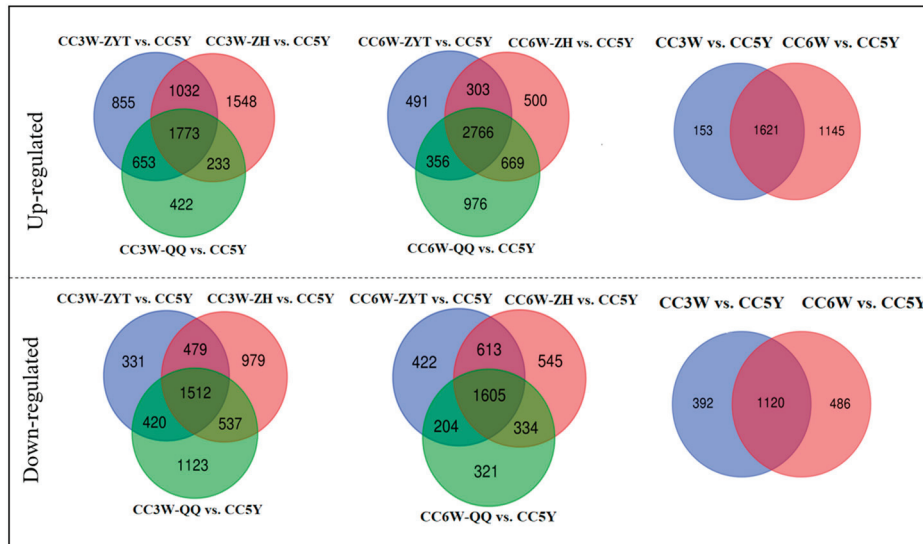 Up-regulated
CC3W-ZYT vs. CC5Y
CC3W-ZH vs. CC5Y
855
1032
1548
1773
653
233
422
CC3W-QQ vs. CC5Y
CC6W-ZYT vs. CC5Y
CC6W-ZH vs. CC5Y
491
303
500
2766
356
669
976
CC6W-QQ vs. CC5Y
CC3W vs. CC5Y
CC6W vs. CC5Y
153
1621
1145
Down-regulated
CC3W-ZYT vs. CC5Y
CC3W-ZH vs. CC5Y
331
479
979
1512
420
537
1123
CC3W-QQ vs. CC5Y
CC6W-ZYT vs. CC5Y
CC6W-ZH vs. CC5Y
422
613
545
1605
204
334
321
CC6W-QQ vs. CC5Y
CC3W vs. CC5Y
CC6W vs. CC5Y
392
1120
486